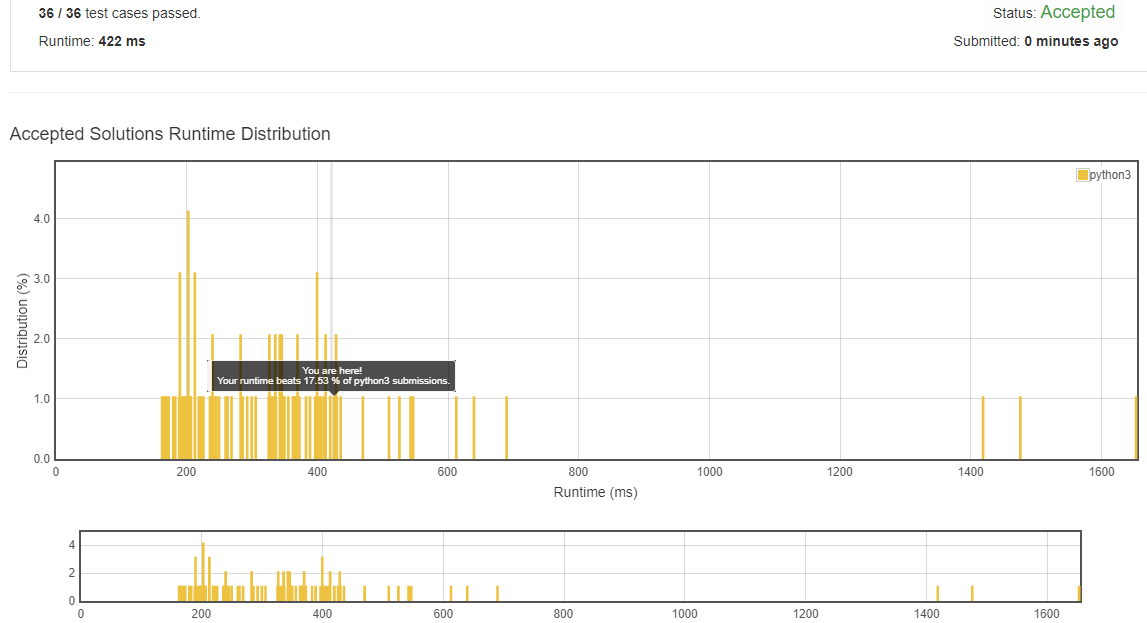 36 / 36 test cases passed.
Status: Accepted
Runtime: 422 ms
Submitted: 0 minutes ago
Accepted Solutions Runtime Distribution
python3
4.0
3.0
2.0
1.0
0.0
Distribution (%)
You are here!
Your runtime beats 17.53 % of python3 submissions.
0 200 400 600 800 1000 1200 1400 1600
Runtime (ms)
4
2
0
0 200 400 600 800 1000 1200 1400 1600